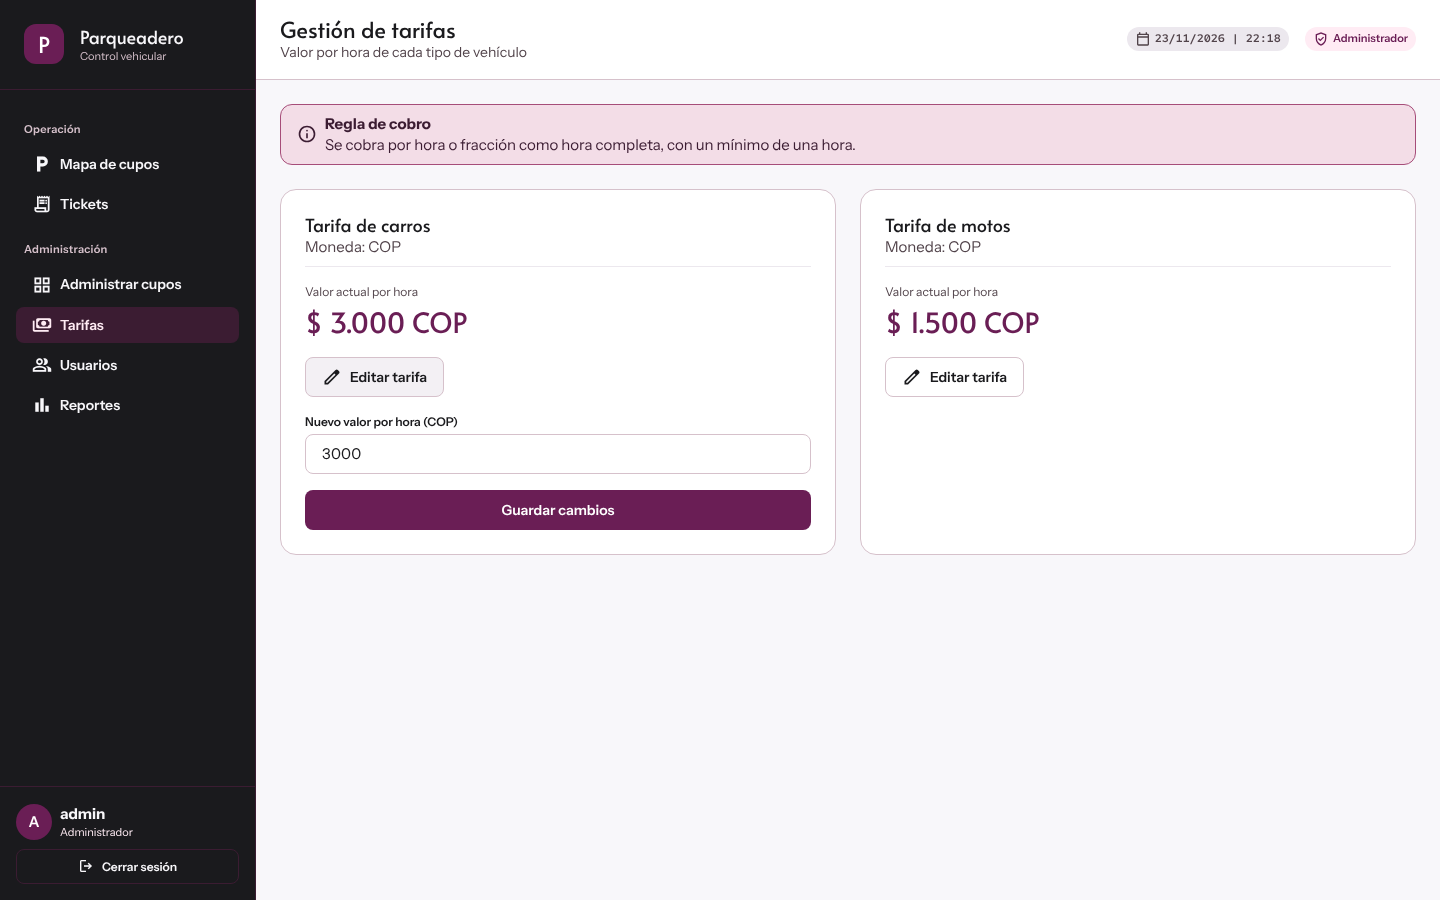 P
Parqueadero
Control vehicular
Operación
Mapa de cupos
Tickets
Administración
Administrar cupos
Tarifas
Usuarios
Reportes
A
admin
Administrador
Cerrar sesión
Gestión de tarifas
Valor por hora de cada tipo de vehículo
23/11/2026 | 22:18
Administrador
Regla de cobro
Se cobra por hora o fracción como hora completa, con un mínimo de una hora.
Tarifa de carros
Moneda: COP
Valor actual por hora
$ 3.000 COP
Editar tarifa
Nuevo valor por hora (COP)
3000
Guardar cambios
Tarifa de motos
Moneda: COP
Valor actual por hora
$ 1.500 COP
Editar tarifa